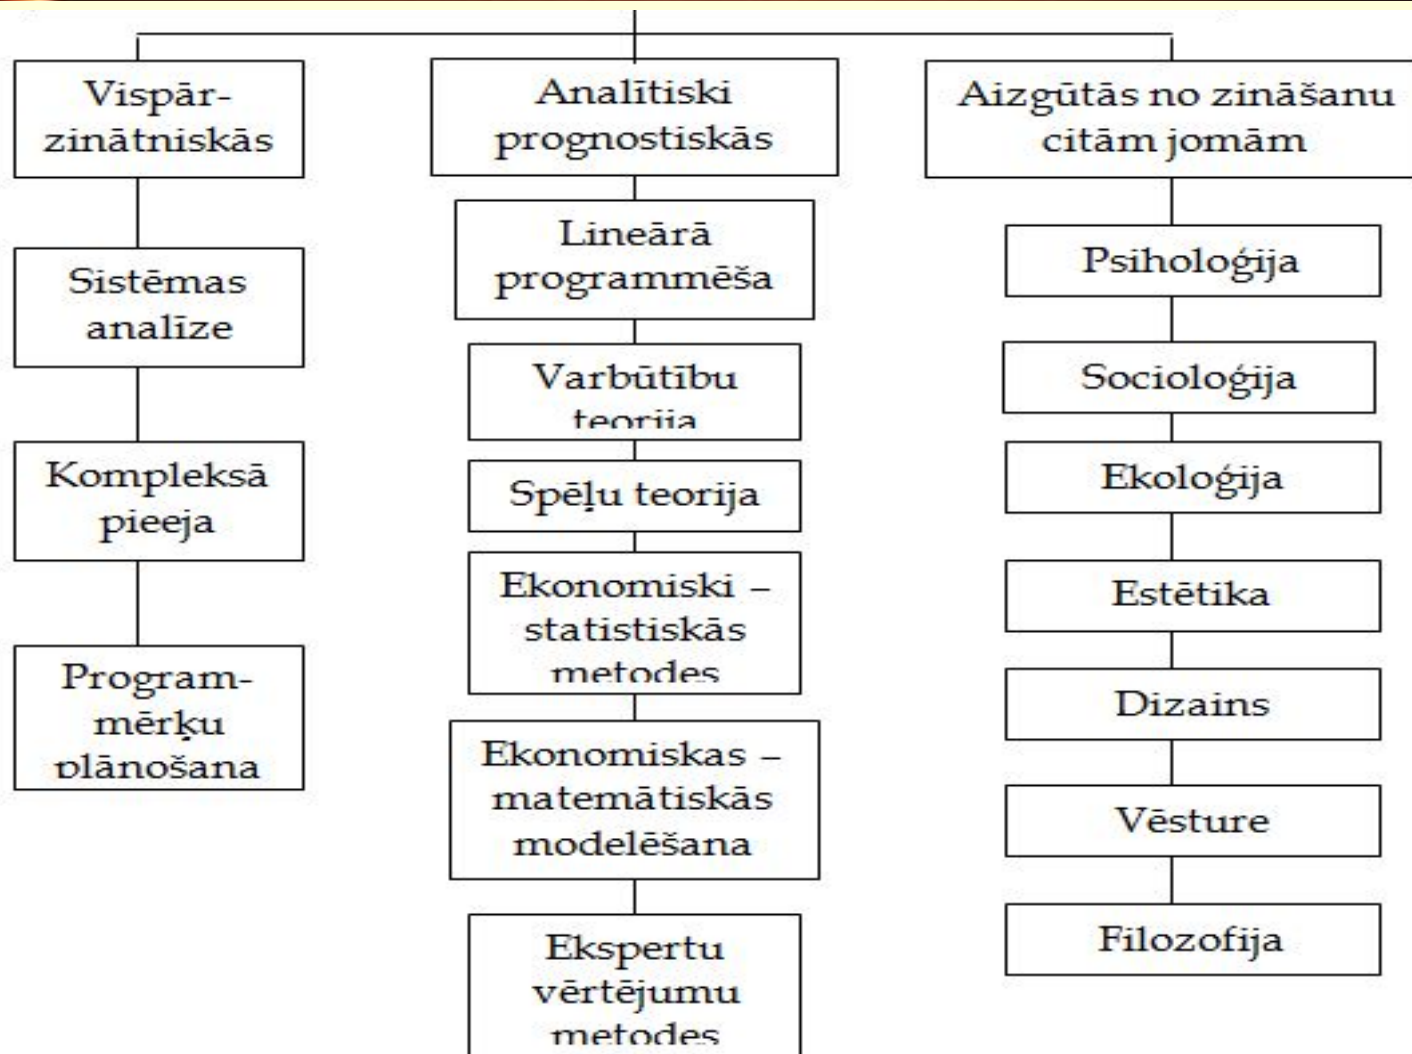 Vispār-
zinātniskās
Sistēmas
analīze
Kompleksā
pieeja
Program-
mērķu
plānošana
Analītiski
prognostiskās
Lineārā
programmēša
Varbūtību
teorija
Spēļu teorija
Ekonomiski –
statistiskās
metodes
Ekonomiskas –
matemātiskās
modelēšana
Ekspertu
vērtējumu
metodes
Aizgūtās no zināšanu
citām jomām
Psiholoģija
Socioloģija
Ekoloģija
Estētika
Dizains
Vēsture
Filozofija